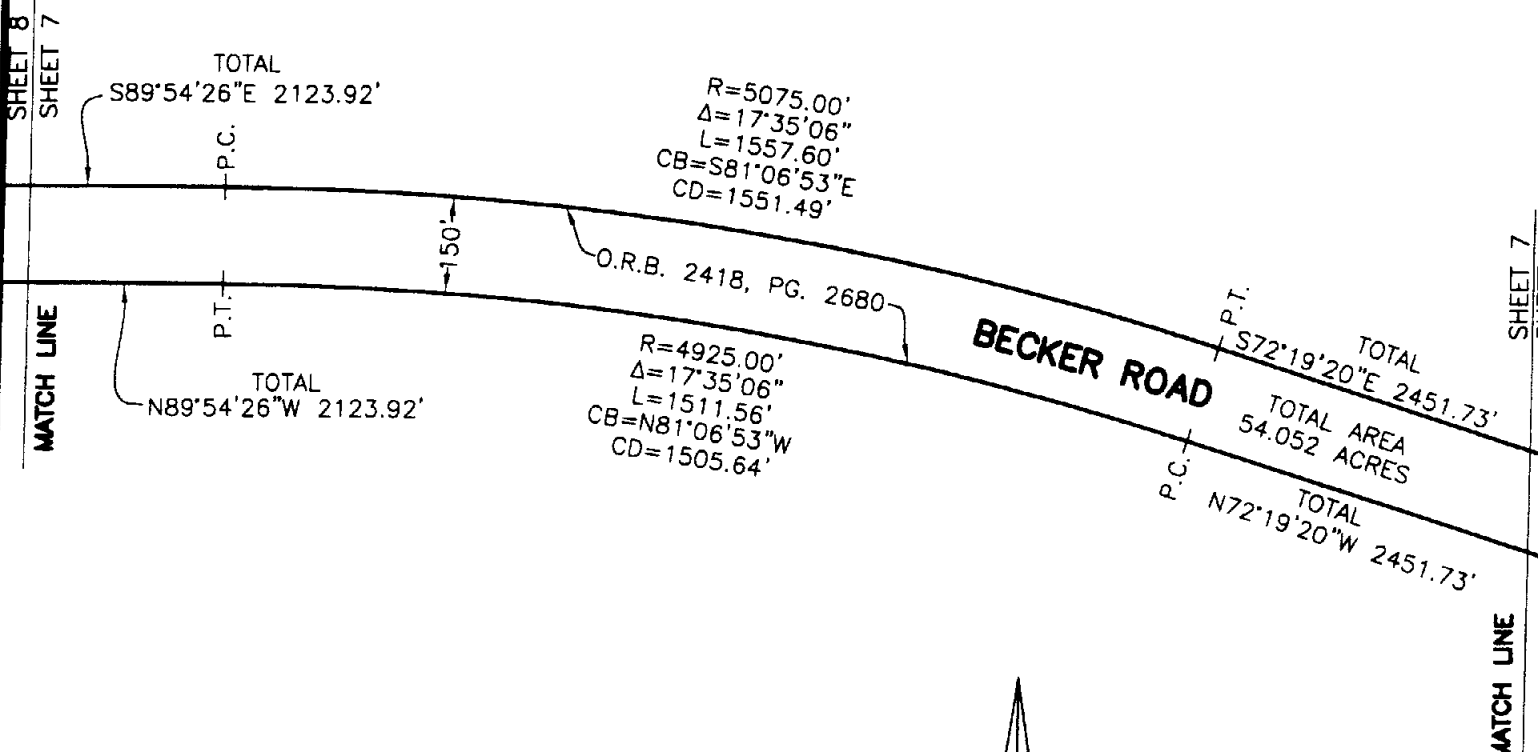 SHEET 8
SHEET 7
TOTAL
S89°54'26"E 2123.92'
P.C.
R=5075.00'
Δ=17°35'06"
L=1557.60'
CB=S81°06'53"E
CD=1551.49'
150'
O.R.B. 2418, PG. 2680
P.T.
MATCH LINE
TOTAL
N89°54'26"W 2123.92'
R=4925.00'
Δ=17°35'06"
L=1511.56'
CB=N81°06'53"W
CD=1505.64'
BECKER ROAD
P.T.
TOTAL
S72°19'20"E 2451.73'
TOTAL AREA
54.052 ACRES
P.C.
TOTAL
N72°19'20"W 2451.73'
SHEET 7
MATCH LINE